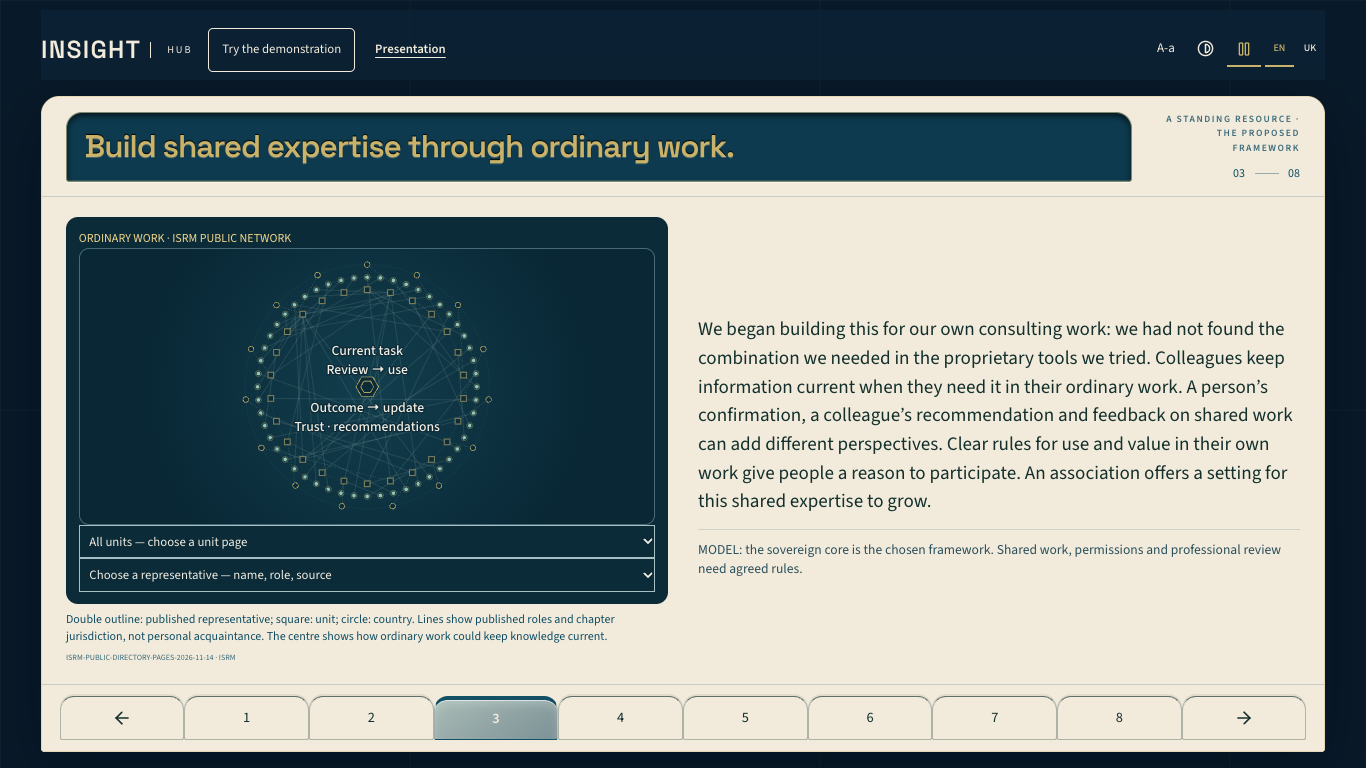 INSIGHT | HUB
Try the demonstration
Presentation
A-a
EN
UK
Build shared expertise through ordinary work.
A STANDING RESOURCE ·
THE PROPOSED
FRAMEWORK
03 — 08
ORDINARY WORK · ISRM PUBLIC NETWORK
Current task
Review → use
Outcome → update
Trust · recommendations
All units — choose a unit page
Choose a representative — name, role, source
Double outline: published representative; square: unit; circle: country. Lines show published roles and chapter
jurisdiction, not personal acquaintance. The centre shows how ordinary work could keep knowledge current.
ISRM-PUBLIC-DIRECTORY-PAGES-2026-11-14 · ISRM
We began building this for our own consulting work: we had not found the
combination we needed in the proprietary tools we tried. Colleagues keep
information current when they need it in their ordinary work. A person’s
confirmation, a colleague’s recommendation and feedback on shared work
can add different perspectives. Clear rules for use and value in their own
work give people a reason to participate. An association offers a setting for
this shared expertise to grow.
MODEL: the sovereign core is the chosen framework. Shared work, permissions and professional review
need agreed rules.
← 1 2 3 4 5 6 7 8 →